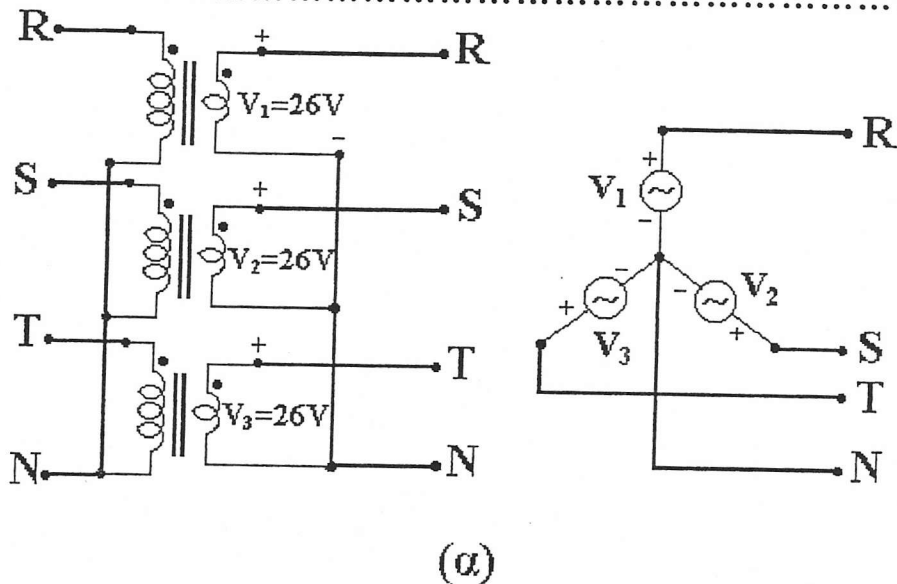 R
R
+
V₁=26V
-
R
+
V₁
-
S
+
S
V₂=26V
-
-
V₂
+
V₃
+
S
T
+
T
T
V₃=26V
N
N
N
(α)